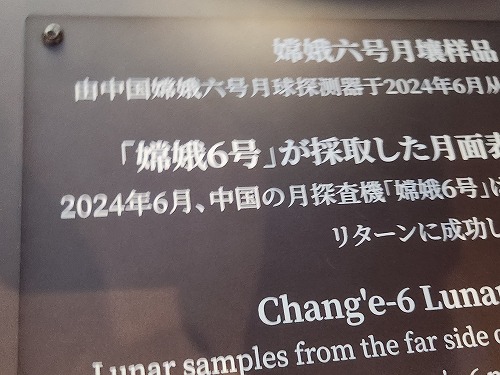 嫦娥六号月壤样品
由中国嫦娥六号月球探测器于2024年6月从
「嫦娥6号」が採取した月面表
2024年6月、中国の月探査機「嫦娥6号」
リターンに成功し
Chang'e-6 Lunar
Lunar samples from the far side